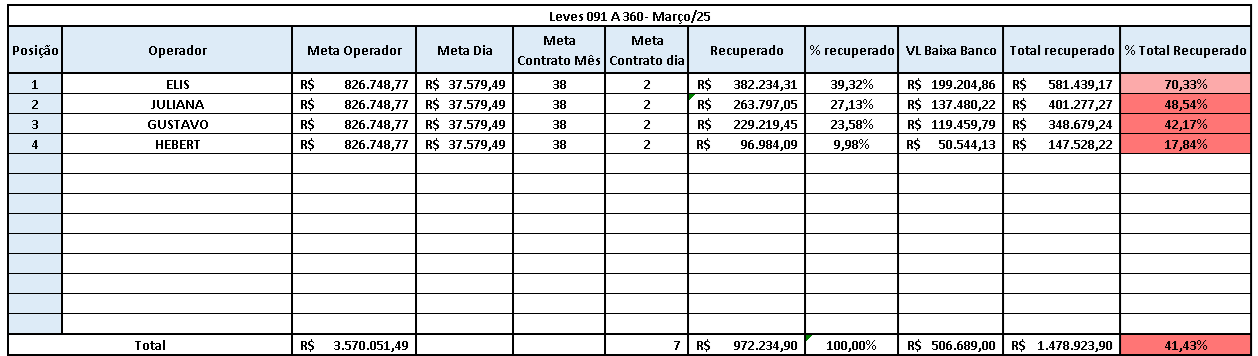 Leves 091 A 360- Março/25
Posição Operador Meta Operador Meta Dia Meta Contrato Mês Meta Contrato dia Recuperado % recuperado VL Baixa Banco Total recuperado % Total Recuperado
1 ELIS R$ 826.748,77 R$ 37.579,49 38 2 R$ 382.234,31 39,32% R$ 199.204,86 R$ 581.439,17 70,33%
2 JULIANA R$ 826.748,77 R$ 37.579,49 38 2 R$ 263.797,05 27,13% R$ 137.480,22 R$ 401.277,27 48,54%
3 GUSTAVO R$ 826.748,77 R$ 37.579,49 38 2 R$ 229.219,45 23,58% R$ 119.459,79 R$ 348.679,24 42,17%
4 HEBERT R$ 826.748,77 R$ 37.579,49 38 2 R$ 96.984,09 9,98% R$ 50.544,13 R$ 147.528,22 17,84%
Total R$ 3.570.051,49 7 R$ 972.234,90 100,00% R$ 506.689,00 R$ 1.478.923,90 41,43%